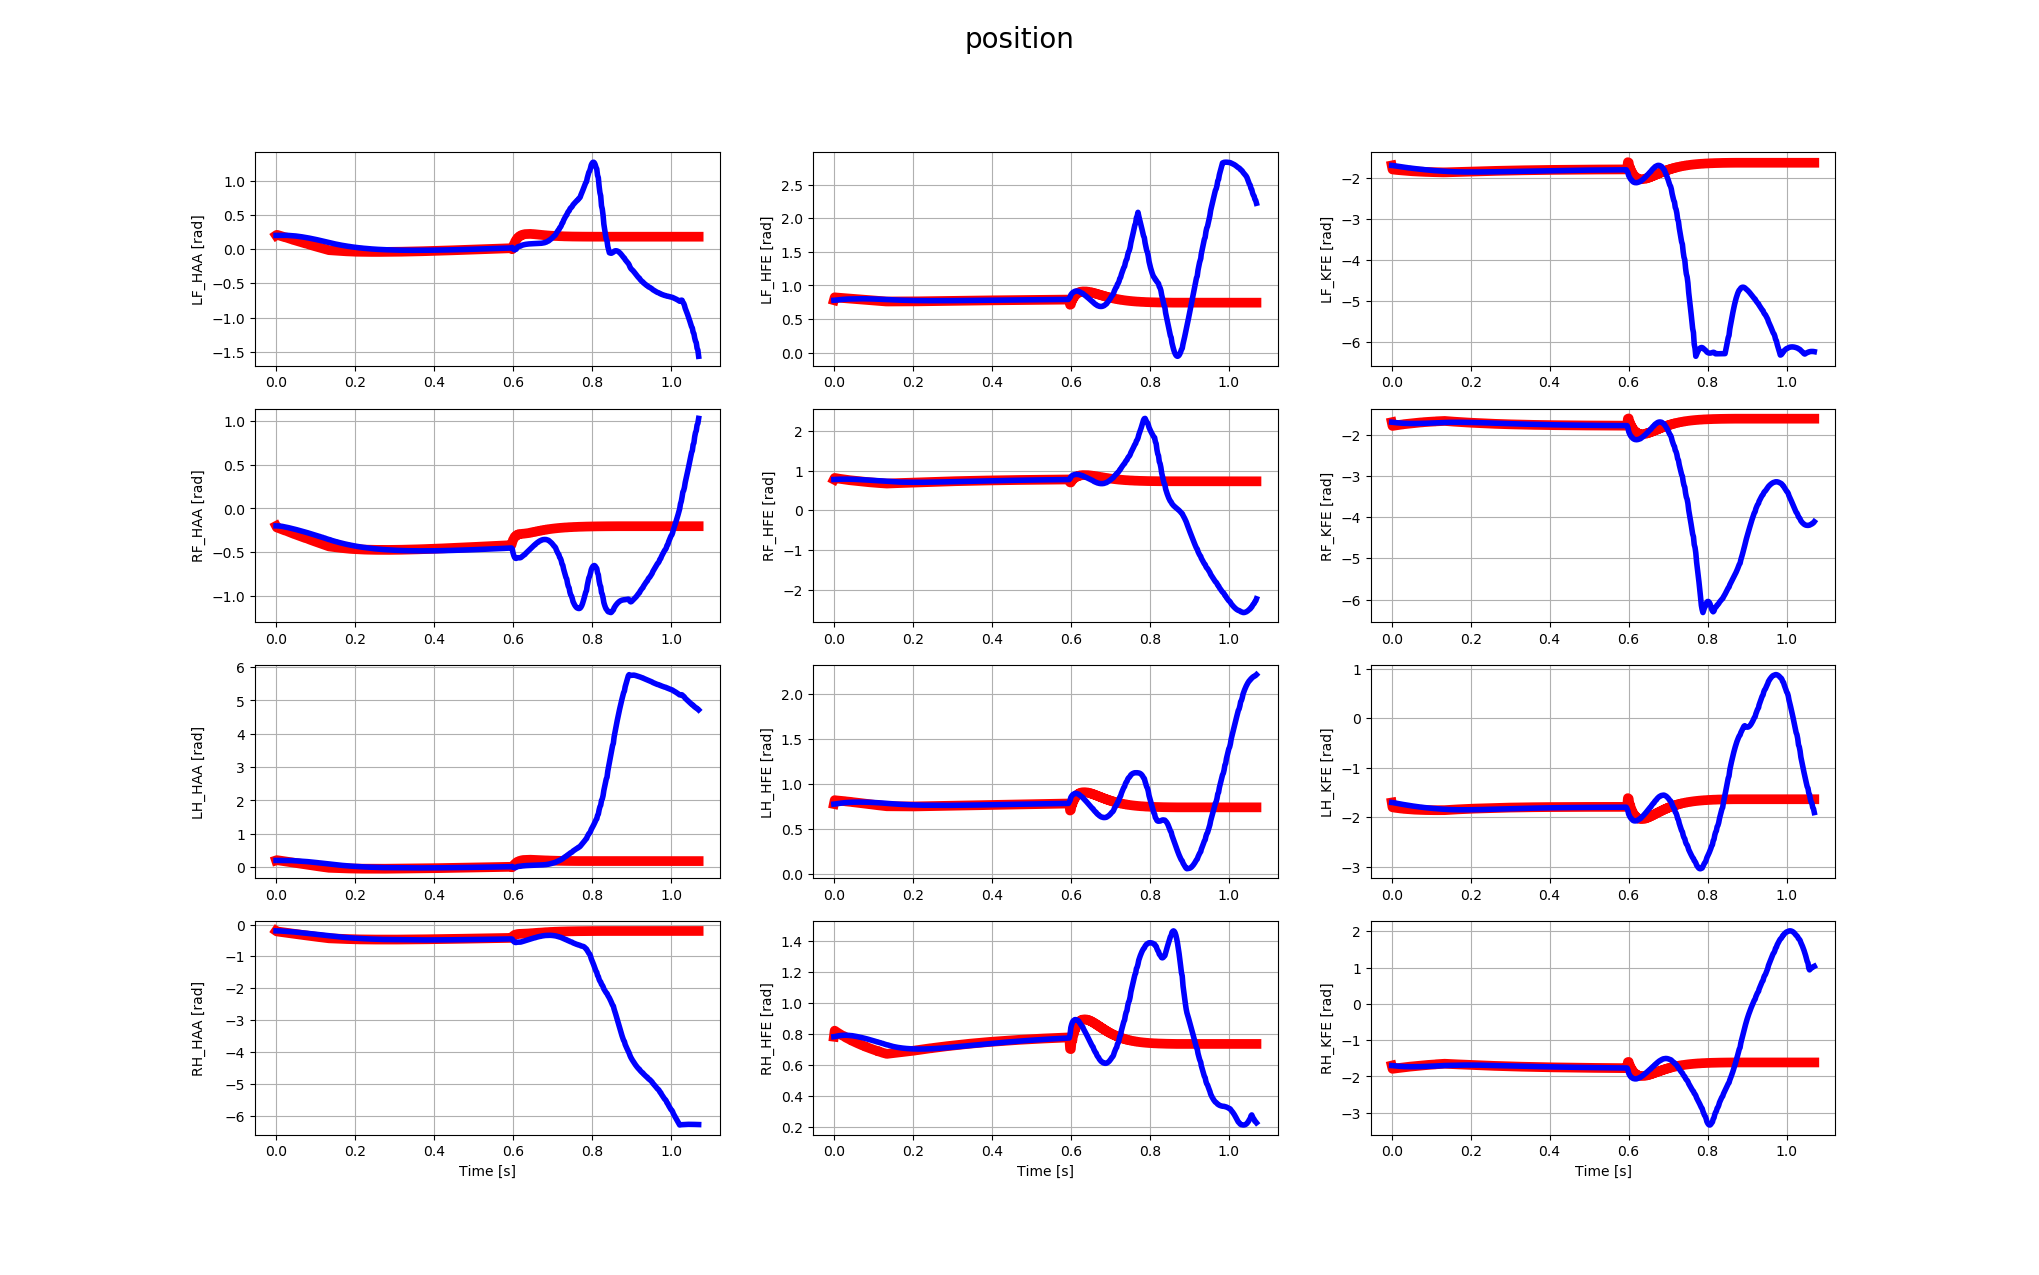 position
LF_HAA [rad]
1.0
0.5
0.0
−0.5
−1.0
−1.5
0.0 0.2 0.4 0.6 0.8 1.0
LF_HFE [rad]
2.5
2.0
1.5
1.0
0.5
0.0
0.0 0.2 0.4 0.6 0.8 1.0
LF_KFE [rad]
−2
−3
−4
−5
−6
0.0 0.2 0.4 0.6 0.8 1.0
RF_HAA [rad]
1.0
0.5
0.0
−0.5
−1.0
0.0 0.2 0.4 0.6 0.8 1.0
RF_HFE [rad]
2
1
0
−1
−2
0.0 0.2 0.4 0.6 0.8 1.0
RF_KFE [rad]
−2
−3
−4
−5
−6
0.0 0.2 0.4 0.6 0.8 1.0
LH_HAA [rad]
6
5
4
3
2
1
0
0.0 0.2 0.4 0.6 0.8 1.0
LH_HFE [rad]
2.0
1.5
1.0
0.5
0.0
0.0 0.2 0.4 0.6 0.8 1.0
LH_KFE [rad]
1
0
−1
−2
−3
0.0 0.2 0.4 0.6 0.8 1.0
RH_HAA [rad]
0
−1
−2
−3
−4
−5
−6
0.0 0.2 0.4 0.6 0.8 1.0
Time [s]
RH_HFE [rad]
1.4
1.2
1.0
0.8
0.6
0.4
0.2
0.0 0.2 0.4 0.6 0.8 1.0
Time [s]
RH_KFE [rad]
2
1
0
−1
−2
−3
0.0 0.2 0.4 0.6 0.8 1.0
Time [s]